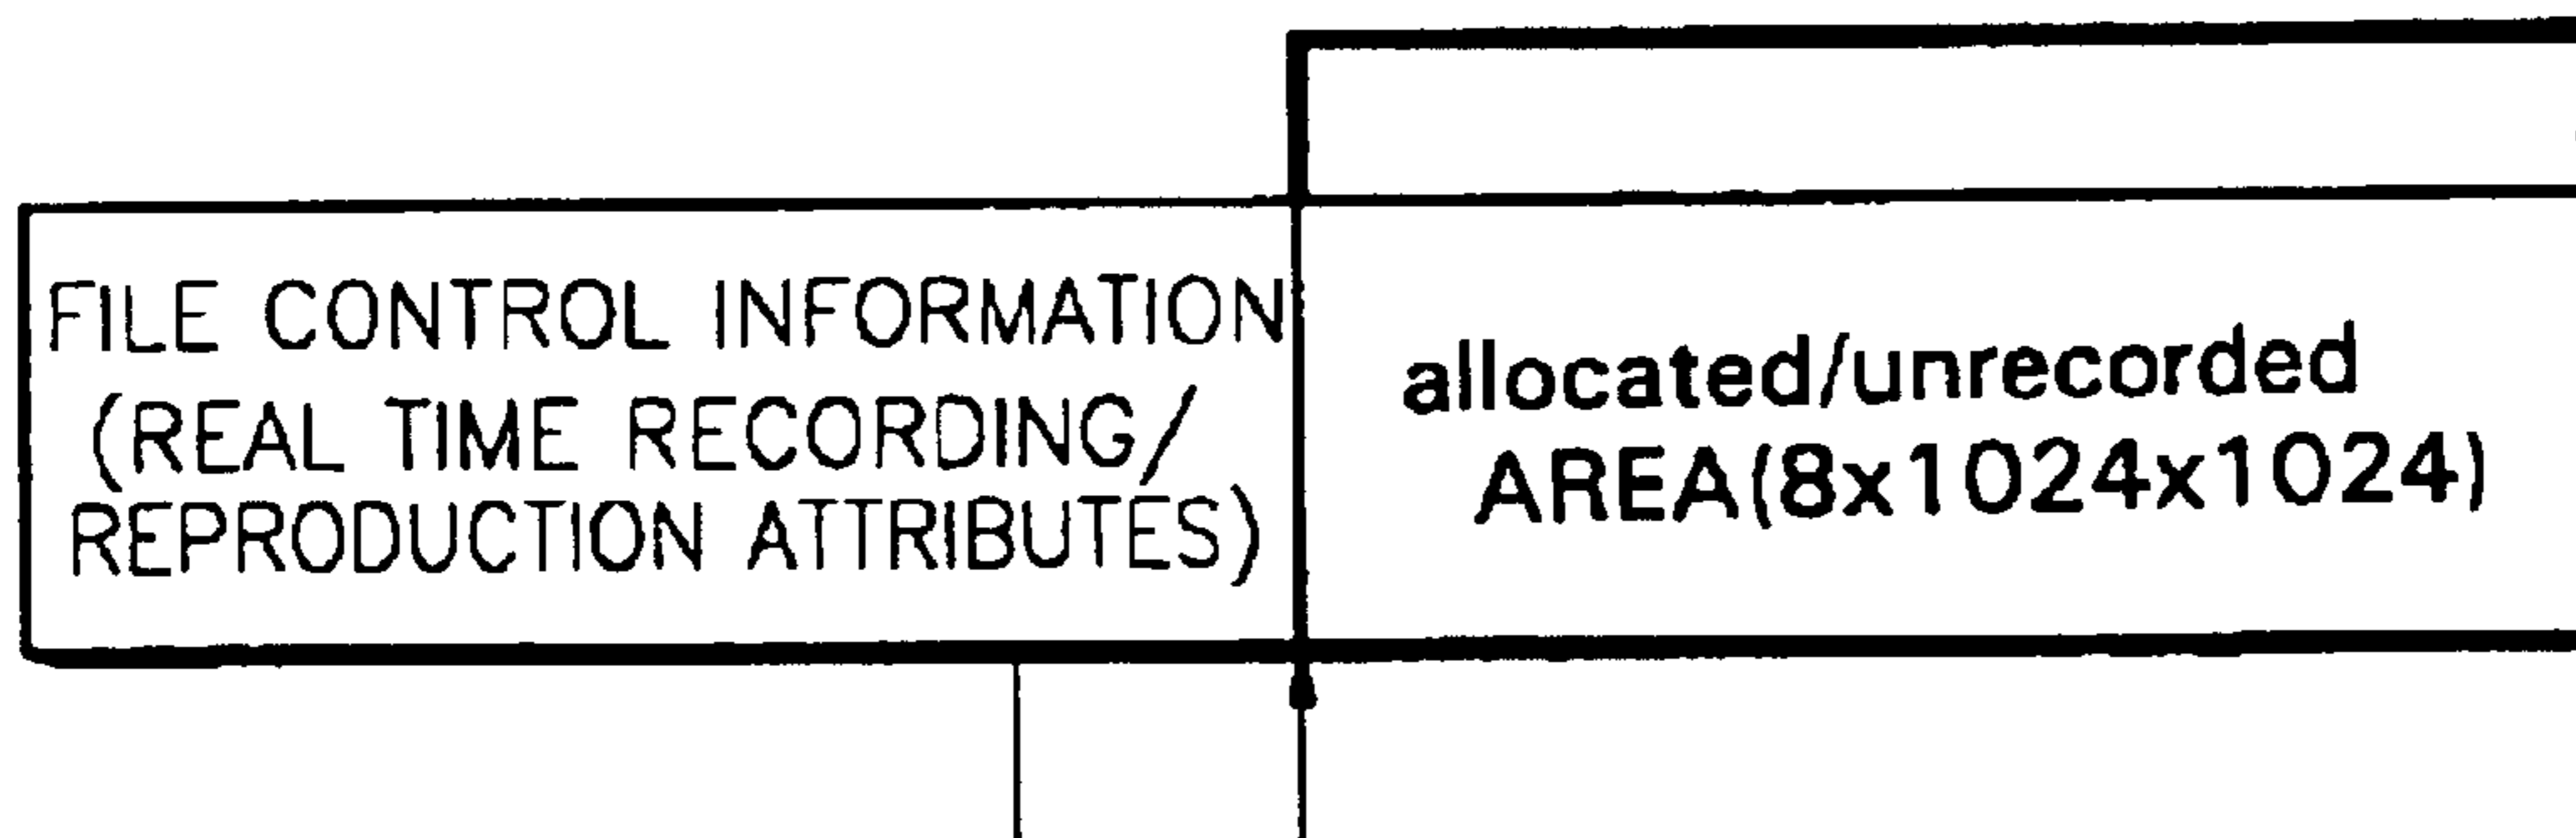 FILE CONTROL INFORMATION
(REAL TIME RECORDING/
REPRODUCTION ATTRIBUTES)
allocated/unrecorded
AREA(8x1024x1024)